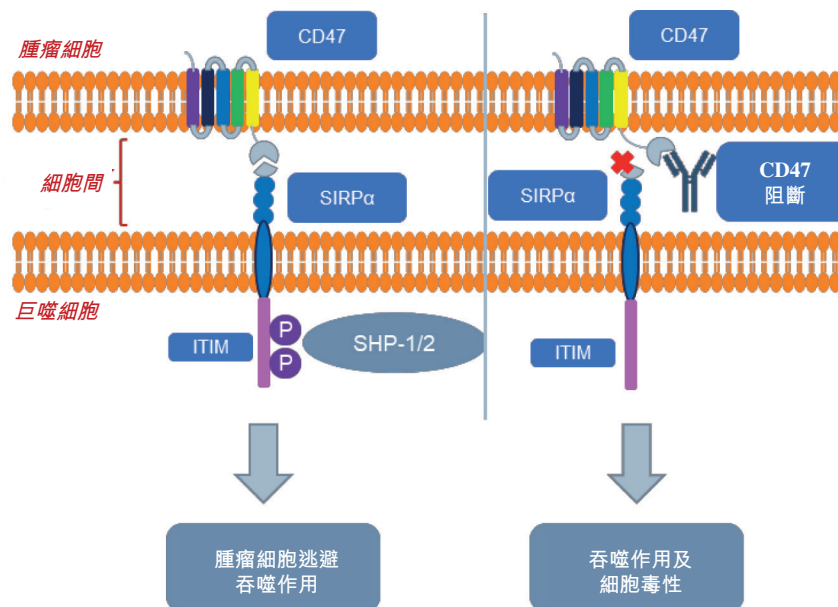 CD47
腫瘤細胞
細胞間
SIRPα
巨噬細胞
ITIM
P
P
SHP-1/2
腫瘤細胞逃避
吞噬作用
CD47
SIRPα
CD47
阻斷
ITIM
吞噬作用及
細胞毒性